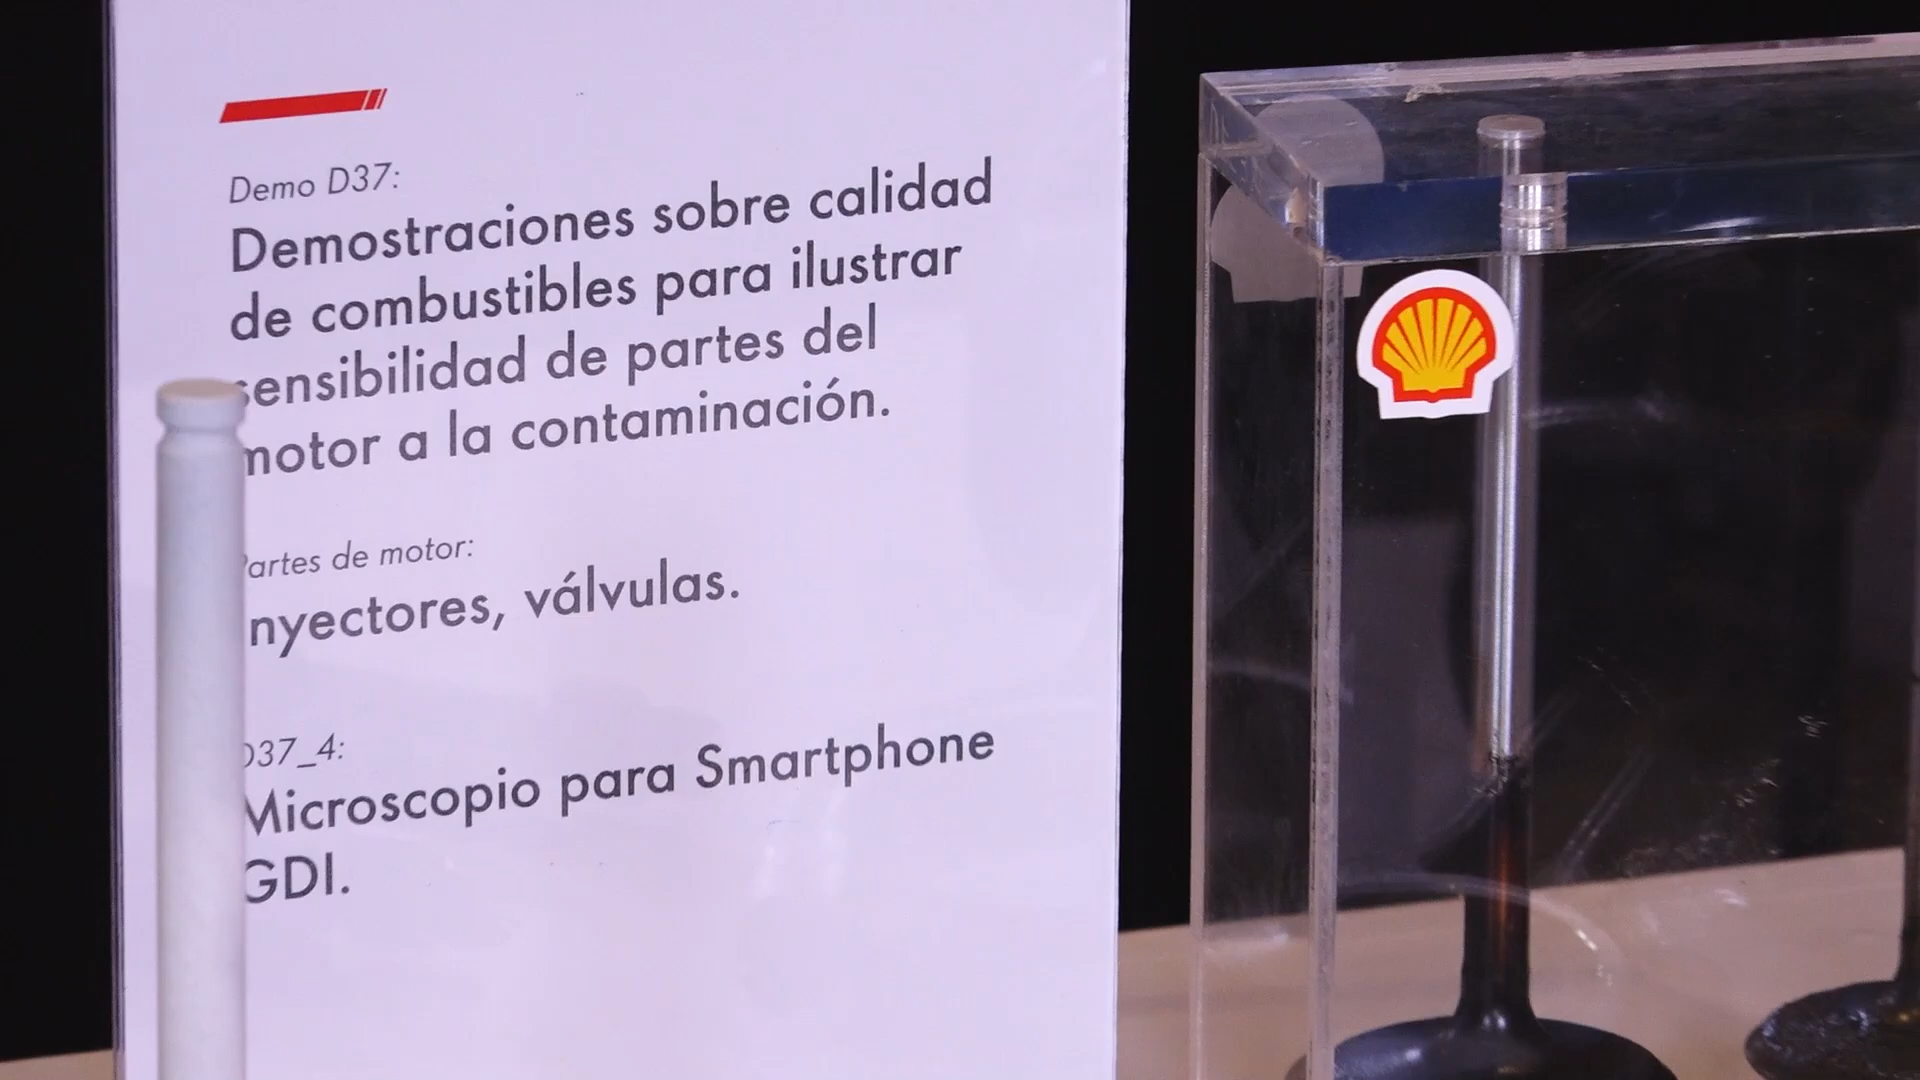 Demo D37:
Demostraciones sobre calidad
de combustibles para ilustrar
sensibilidad de partes del
motor a la contaminación.
Partes de motor:
Inyectores, válvulas.
D37_4:
Microscopio para Smartphone
GDI.